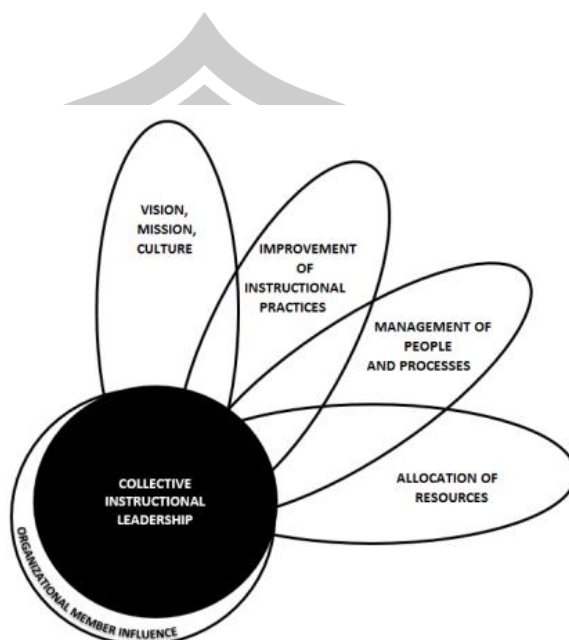 VISION,
MISSION,
CULTURE
IMPROVEMENT
OF
INSTRUCTIONAL
PRACTICES
MANAGEMENT OF
PEOPLE
AND PROCESSES
ALLOCATION OF
RESOURCES
COLLECTIVE
INSTRUCTIONAL
LEADERSHIP
ORGANIZATIONAL MEMBER INFLUENCE